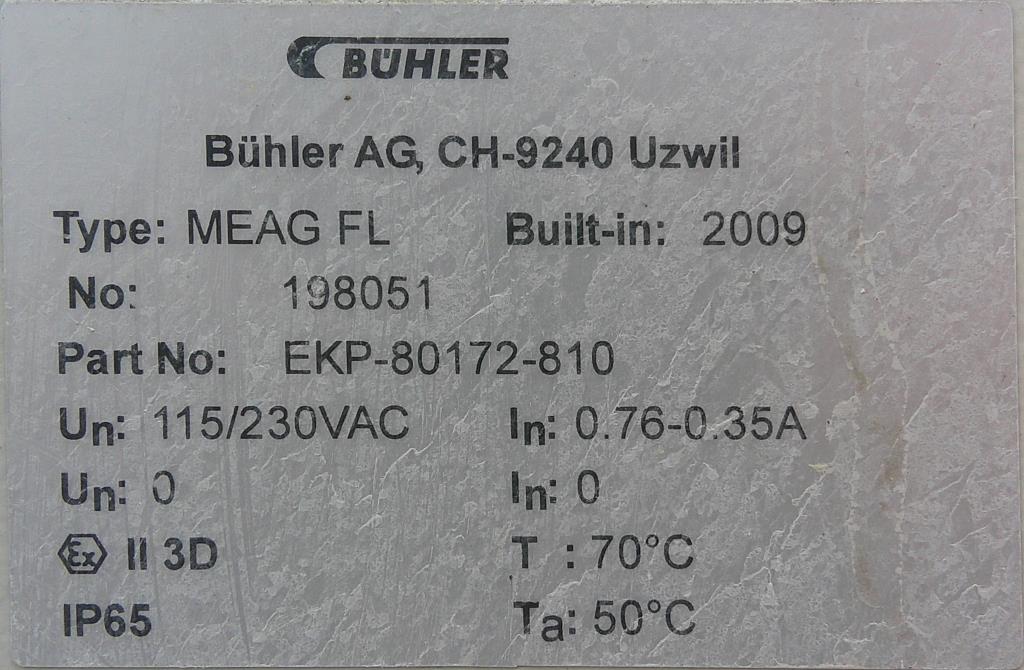 BÜHLER
Bühler AG, CH-9240 Uzwil
Type: MEAG FL Built-in: 2009
No: 198051
Part No: EKP-80172-810
Un: 115/230VAC In: 0.76-0.35A
Un: 0 In: 0
Ex II 3D T : 70°C
IP65 Ta: 50°C